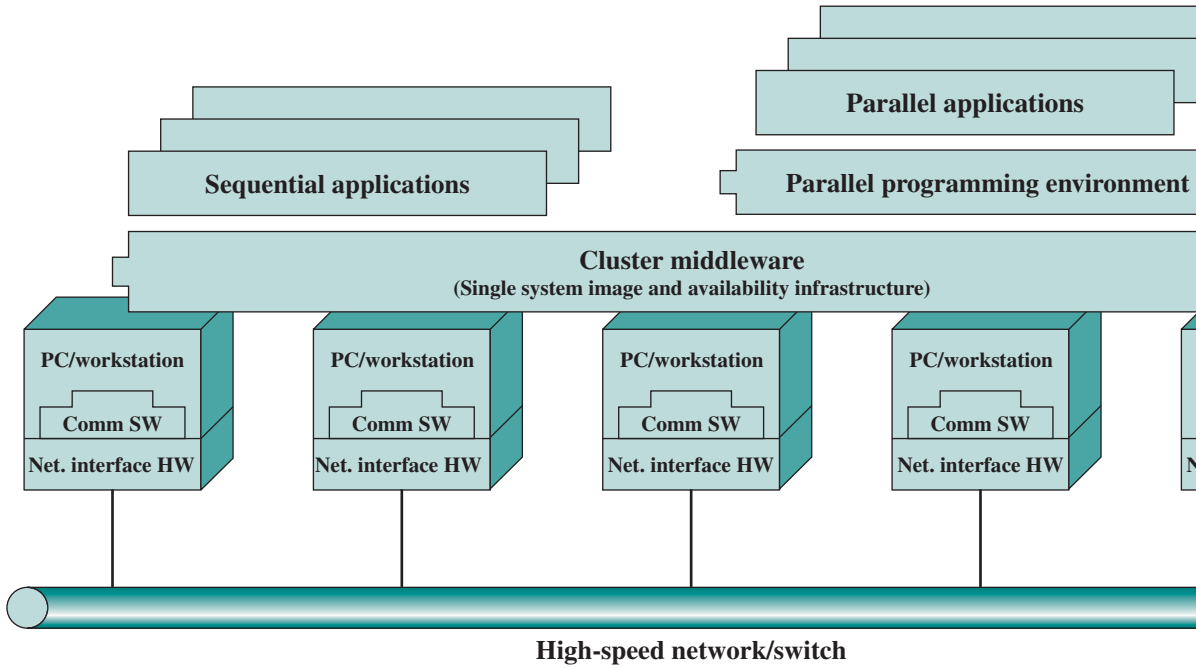 Parallel applications
Sequential applications
Parallel programming environment
Cluster middleware
(Single system image and availability infrastructure)
PC/workstation
PC/workstation
PC/workstation
PC/workstation
Comm SW
Comm SW
Comm SW
Comm SW
Net. interface HW
Net. interface HW
Net. interface HW
Net. interface HW
High-speed network/switch